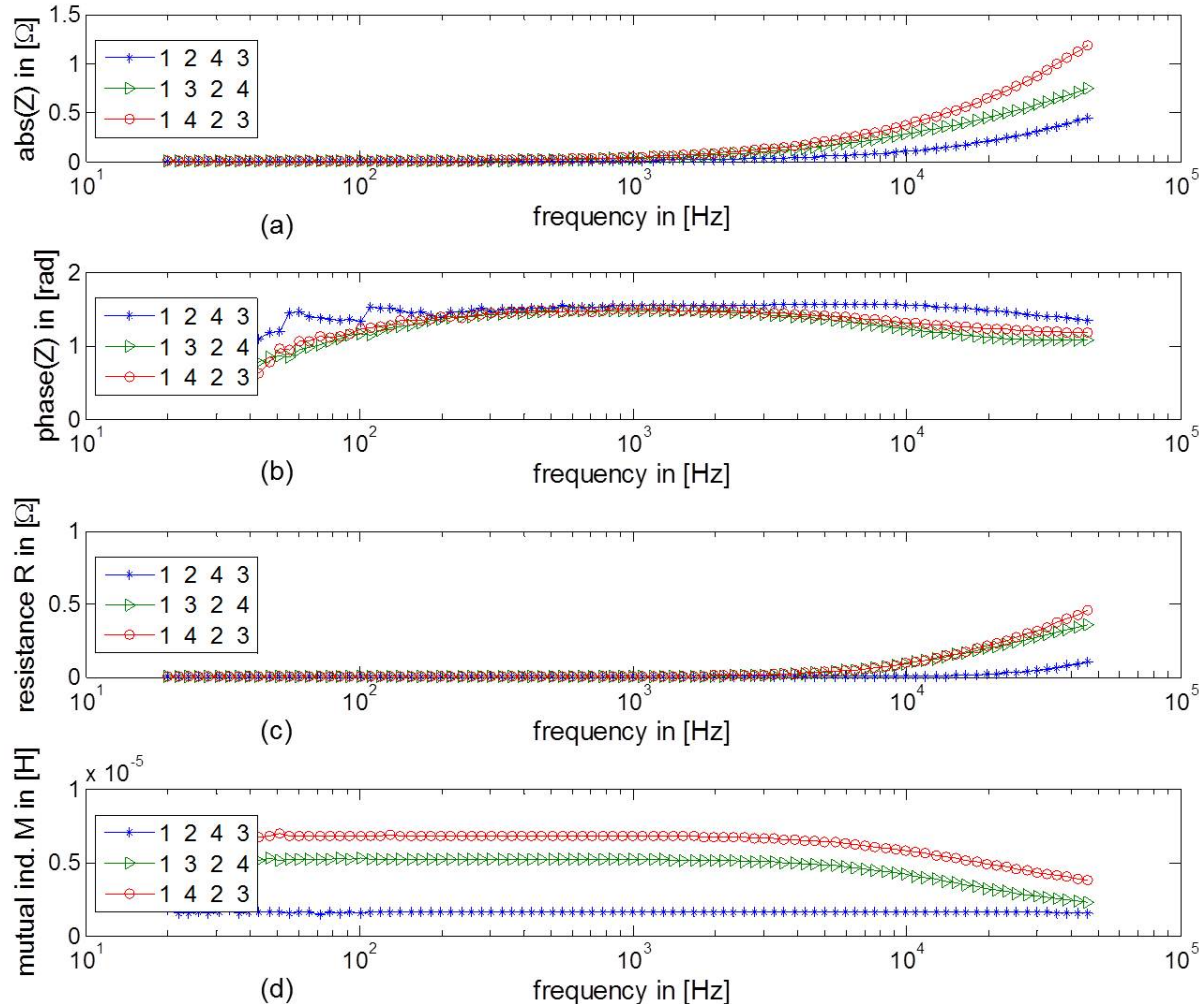 1.5
1
0.5
0
abs(Z) in [Ω]
1 2 4 3
1 3 2 4
1 4 2 3
10^1 10^2 10^3 10^4 10^5
frequency in [Hz]
(a)
2
1
0
phase(Z) in [rad]
1 2 4 3
1 3 2 4
1 4 2 3
10^1 10^2 10^3 10^4 10^5
frequency in [Hz]
(b)
1
0.5
0
resistance R in [Ω]
1 2 4 3
1 3 2 4
1 4 2 3
10^1 10^2 10^3 10^4 10^5
frequency in [Hz]
(c)
x 10^-5
1
0.5
0
mutual ind. M in [H]
1 2 4 3
1 3 2 4
1 4 2 3
10^1 10^2 10^3 10^4 10^5
frequency in [Hz]
(d)